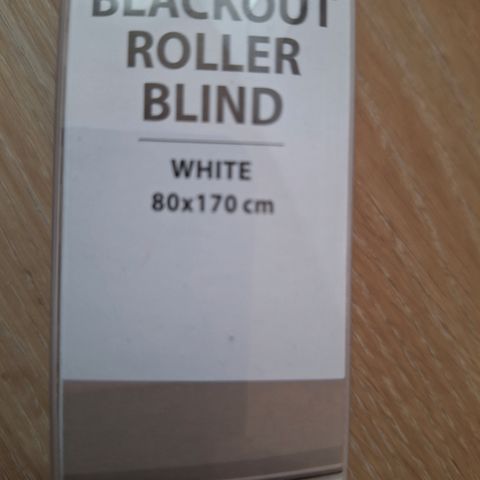 BLACKOUT
ROLLER
BLIND
WHITE
80x170 cm